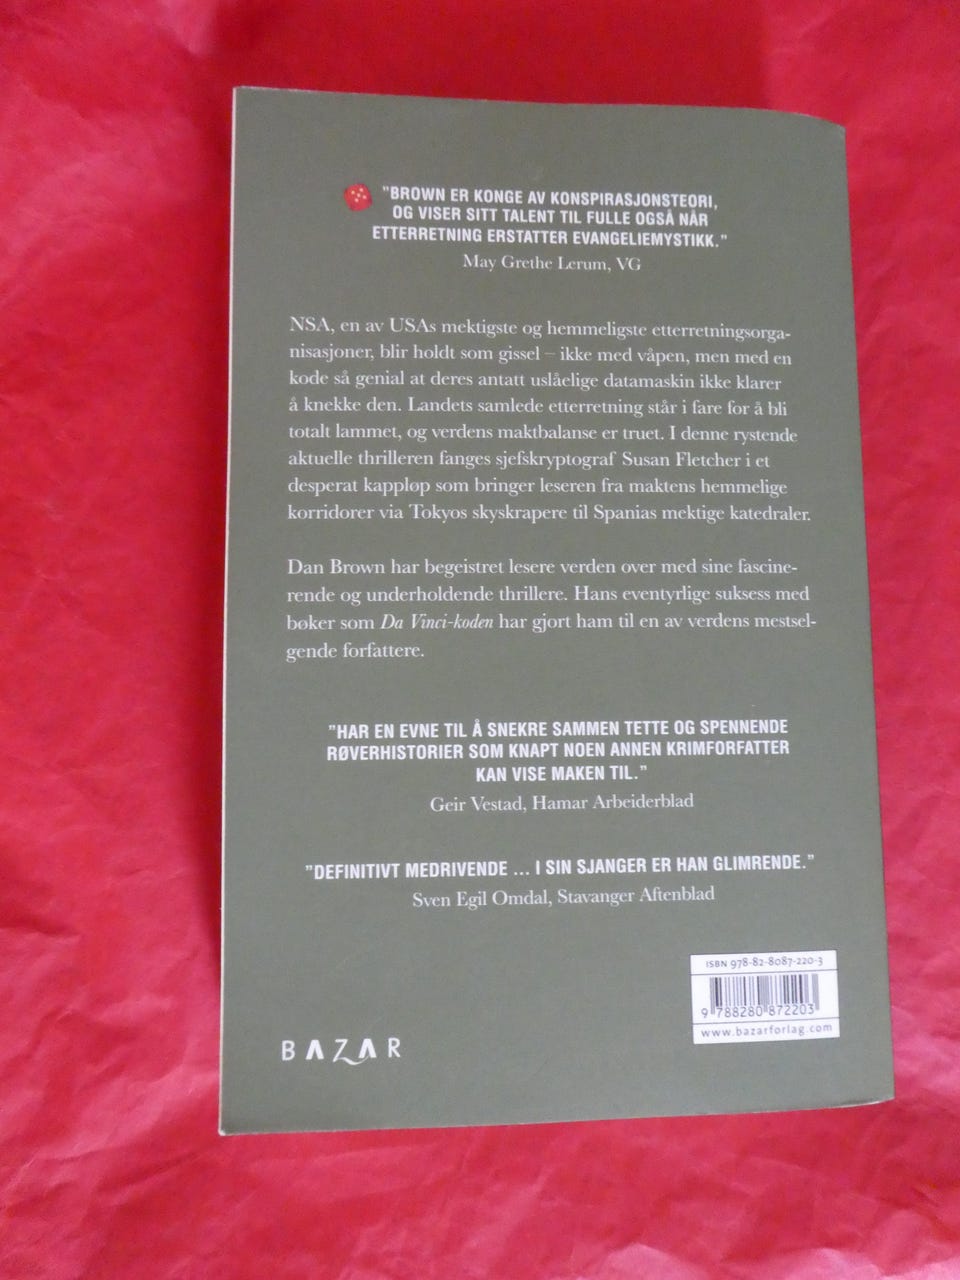 "BROWN ER KONGE AV KONSPIRASJONSTEORI,
OG VISER SITT TALENT TIL FULLE OGSÅ NÅR
ETTERRETNING ERSTATTER EVANGELIEMYSTIKK."
May Grethe Lerum, VG
NSA, en av USAs mektigste og hemmeligste etterretningsorga-
nisasjoner, blir holdt som gissel – ikke med våpen, men med en
kode så genial at deres antatt uslåelige datamaskin ikke klarer
å knekke den. Landets samlede etterretning står i fare for å bli
totalt lammet, og verdens maktbalanse er truet. I denne rystende
aktuelle thrilleren fanges sjefskryptograf Susan Fletcher i et
desperat kappløp som bringer leseren fra maktens hemmelige
korridorer via Tokyos skyskrapere til Spanias mektige katedraler.
Dan Brown har begeistret lesere verden over med sine fascine-
rende og underholdende thrillere. Hans eventyrlige suksess med
bøker som Da Vinci-koden har gjort ham til en av verdens mestsel-
gende forfattere.
"HAR EN EVNE TIL Å SNEKRE SAMMEN TETTE OG SPENNENDE
RØVERHISTORIER SOM KNAPT NOEN ANNEN KRIMFORFATTER
KAN VISE MAKEN TIL."
Geir Vestad, Hamar Arbeiderblad
"DEFINITIVT MEDRIVENDE ... I SIN SJANGER ER HAN GLIMRENDE."
Sven Egil Omdal, Stavanger Aftenblad
ISBN 978-82-8087-220-3
9 788280 872203
www.bazarforlag.com
BAZAR